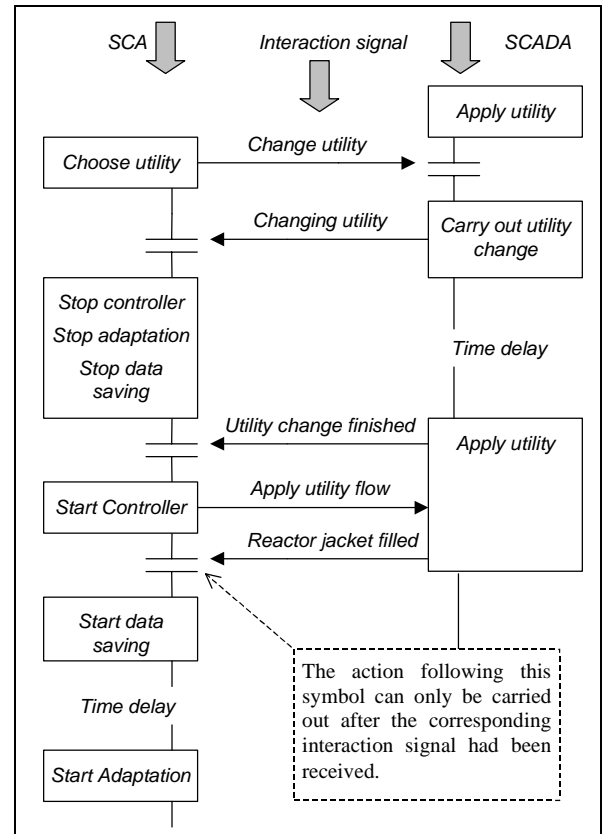 SCA
Interaction signal
SCADA
Apply utility
Choose utility
Change utility
Changing utility
Carry out utility
change
Stop controller
Stop adaptation
Stop data
saving
Time delay
Utility change finished
Apply utility
Start Controller
Apply utility flow
Reactor jacket filled
Start data
saving
The action following this
symbol can only be carried
out after the corresponding
interaction signal had been
received.
Time delay
Start Adaptation